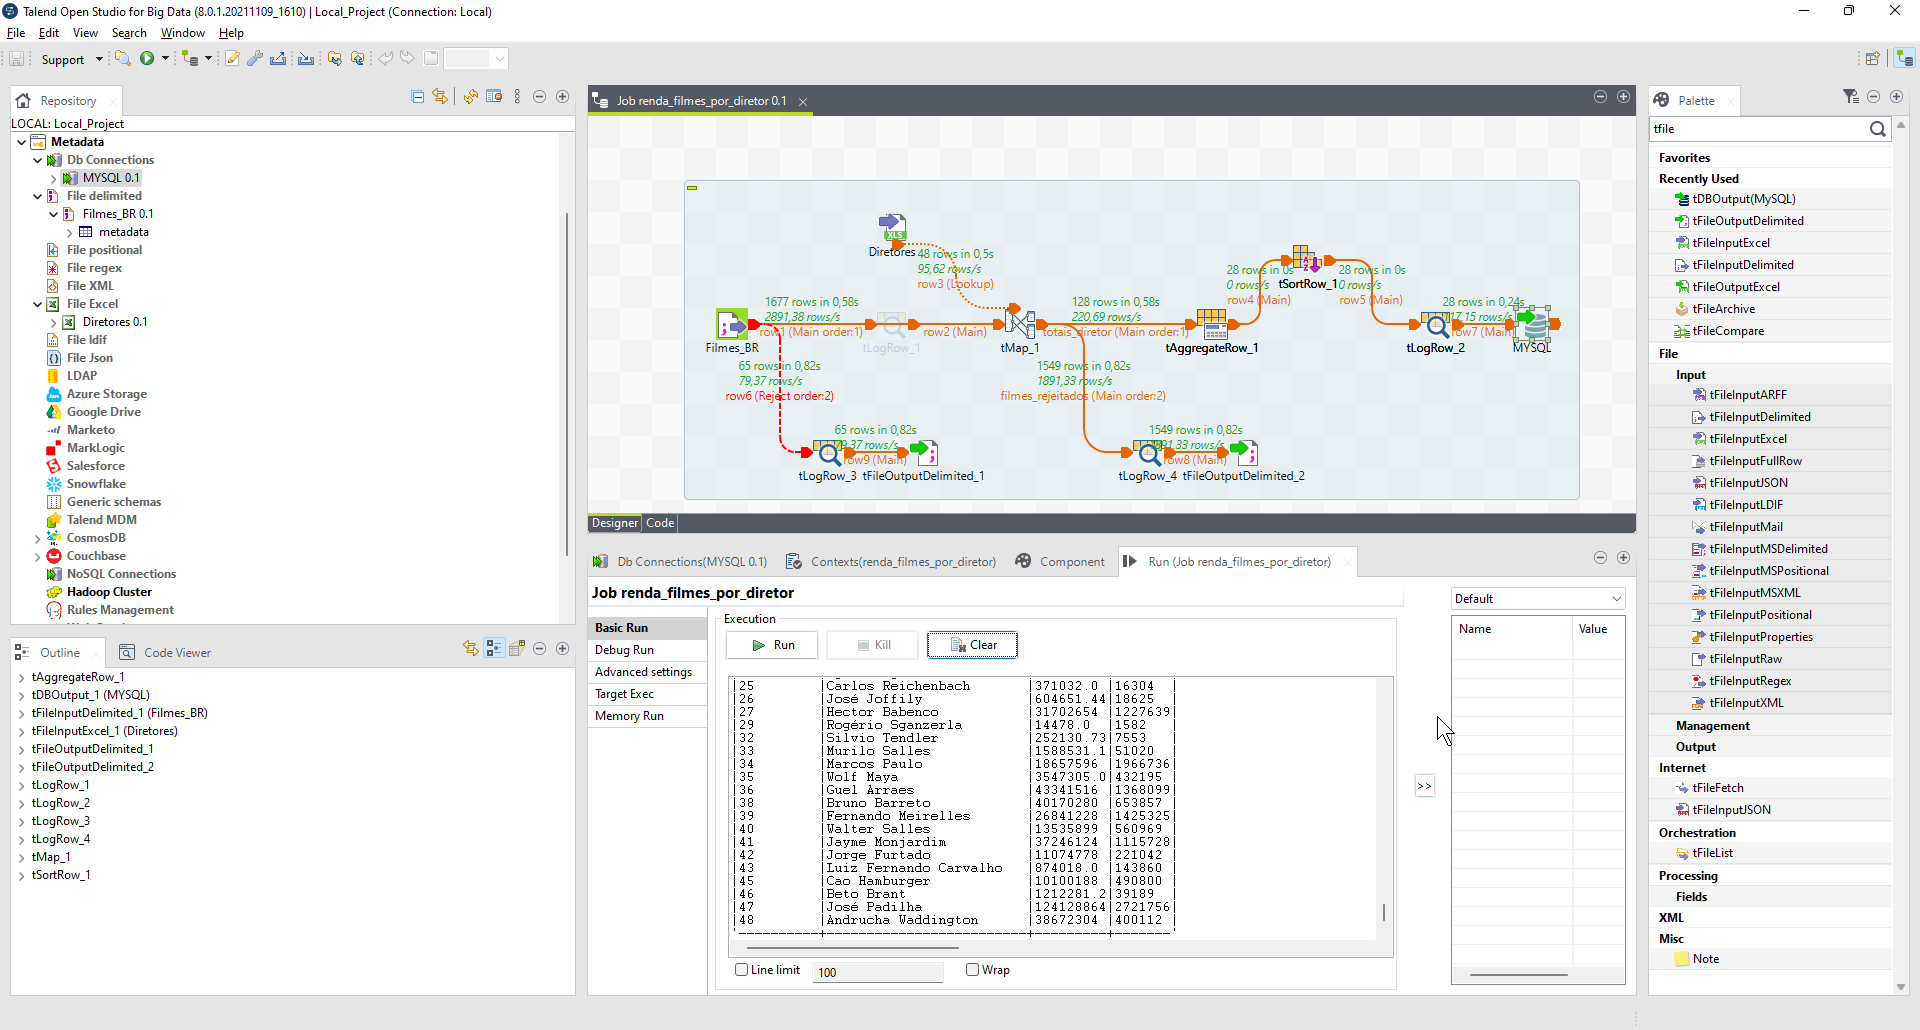 Talend Open Studio for Big Data (8.0.1.20211109_1610) | Local_Project (Connection: Local)
File Edit View Search Window Help
Support
Repository
LOCAL: Local_Project
Metadata
Db Connections
MYSQL 0.1
File delimited
Filmes_BR 0.1
metadata
File positional
File regex
File XML
File Excel
Diretores 0.1
File ldif
File Json
LDAP
Azure Storage
Google Drive
Marketo
MarkLogic
Salesforce
Snowflake
Generic schemas
Talend MDM
CosmosDB
Couchbase
NoSQL Connections
Hadoop Cluster
Rules Management
Outline Code Viewer
tAggregateRow_1
tDBOutput_1 (MYSQL)
tFileInputDelimited_1 (Filmes_BR)
tFileInputExcel_1 (Diretores)
tFileOutputDelimited_1
tFileOutputDelimited_2
tLogRow_1
tLogRow_2
tLogRow_3
tLogRow_4
tMap_1
tSortRow_1
Job renda_filmes_por_diretor 0.1
XLS
Diretores
48 rows in 0,5s
95,62 rows/s
row3 (Lookup)
28 rows in 0s
0 rows/s
row4 (Main)
tSortRow_1
28 rows in 0s
0 rows/s
row5 (Main)
1677 rows in 0,58s
2891,38 rows/s
row1 (Main order:1)
row2 (Main)
128 rows in 0,58s
220,69 rows/s
totais_diretor (Main order:1)
28 rows in 0,24s
117,15 rows/s
row7 (Main)
Filmes_BR
tLogRow_1
tMap_1
tAggregateRow_1
tLogRow_2
MYSQL
65 rows in 0,82s
79,37 rows/s
row6 (Reject order:2)
1549 rows in 0,82s
1891,33 rows/s
filmes_rejeitados (Main order:2)
65 rows in 0,82s
79,37 rows/s
row9 (Main)
1549 rows in 0,82s
1891,33 rows/s
row8 (Main)
tLogRow_3 tFileOutputDelimited_1
tLogRow_4 tFileOutputDelimited_2
Designer Code
Db Connections(MYSQL 0.1) Contexts(renda_filmes_por_diretor) Component Run (Job renda_filmes_por_diretor)
Job renda_filmes_por_diretor
Basic Run
Debug Run
Advanced settings
Target Exec
Memory Run
Execution
Run Kill Clear
|25 |Carlos Reichenbach |371032.0 |16304 |
|26 |José Joffily |604651.44|18625 |
|27 |Hector Babenco |31702654 |1227639|
|29 |Rogério Sganzerla |14478.0 |1582 |
|32 |Silvio Tendler |252130.73|7553 |
|33 |Murilo Salles |1588531.1|51020 |
|34 |Marcos Paulo |18657596 |1966736|
|35 |Wolf Maya |3547305.0|432195 |
|36 |Guel Arraes |43341516 |1368099|
|38 |Bruno Barreto |40170280 |653857 |
|39 |Fernando Meirelles |26841228 |1425325|
|40 |Walter Salles |13535899 |560969 |
|41 |Jayme Monjardim |37246124 |1115728|
|42 |Jorge Furtado |11074778 |221042 |
|43 |Luiz Fernando Carvalho |874018.0 |143860 |
|45 |Cao Hamburger |10100188 |490800 |
|46 |Beto Brant |1212281.2|39189 |
|47 |José Padilha |124128864|2721756|
|48 |Andrucha Waddington |38672304 |400112 |
Line limit 100 Wrap
>>
Default
Name Value
Palette
tfile
Favorites
Recently Used
tDBOutput(MySQL)
tFileOutputDelimited
tFileInputExcel
tFileInputDelimited
tFileOutputExcel
tFileArchive
tFileCompare
File
Input
tFileInputARFF
tFileInputDelimited
tFileInputExcel
tFileInputFullRow
tFileInputJSON
tFileInputLDIF
tFileInputMail
tFileInputMSDelimited
tFileInputMSPositional
tFileInputMSXML
tFileInputPositional
tFileInputProperties
tFileInputRaw
tFileInputRegex
tFileInputXML
Management
Output
Internet
tFileFetch
tFileInputJSON
Orchestration
tFileList
Processing
Fields
XML
Misc
Note